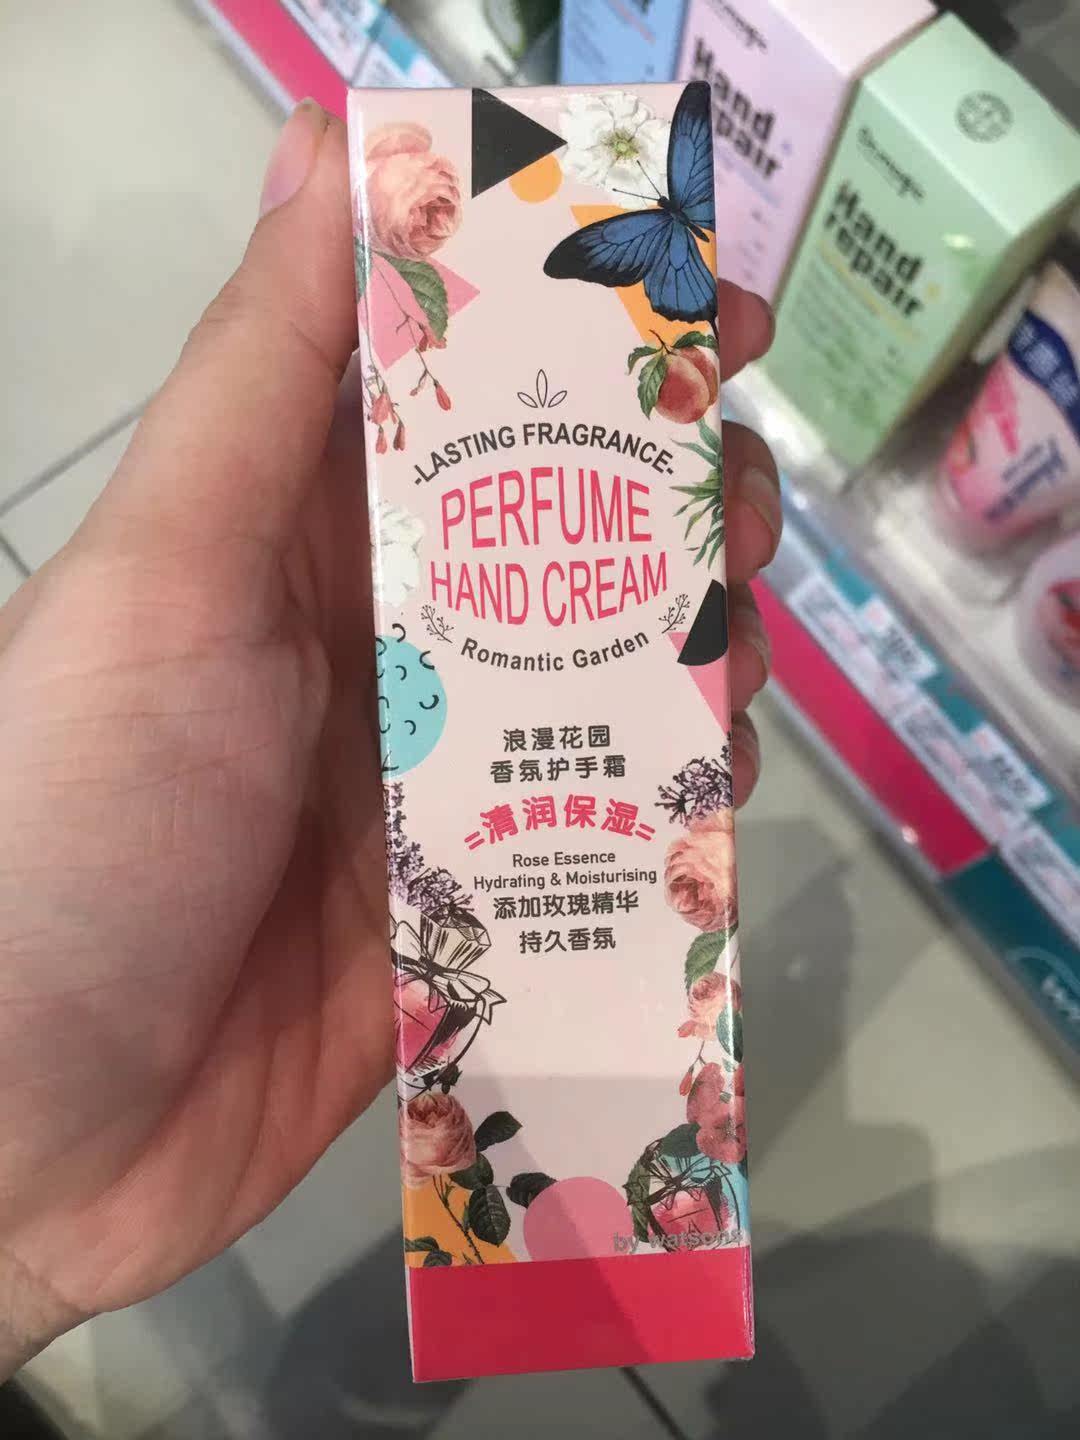 Hand
repair
Hand
repair
-LASTING FRAGRANCE-
PERFUME
HAND CREAM
Romantic Garden
浪漫花园
香氛护手霜
=清润保湿=
Rose Essence
Hydrating & Moisturising
添加玫瑰精华
持久香氛
by watsons